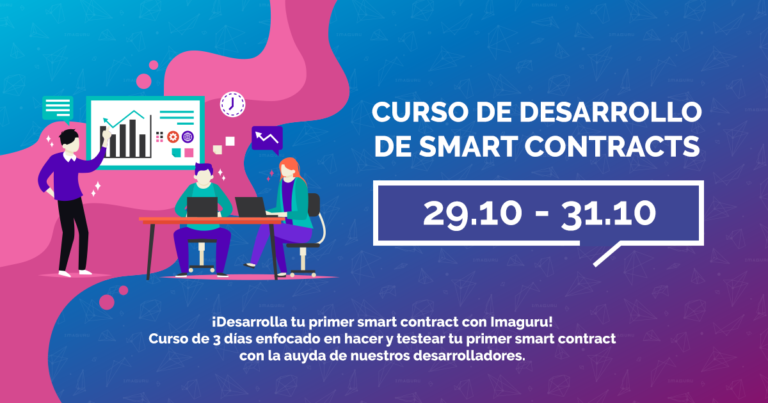 CURSO DE DESARROLLO
DE SMART CONTRACTS
29.10 - 31.10
¡Desarrolla tu primer smart contract con Imaguru!
Curso de 3 días enfocado en hacer y testear tu primer smart contract
con la auyda de nuestros desarrolladores.